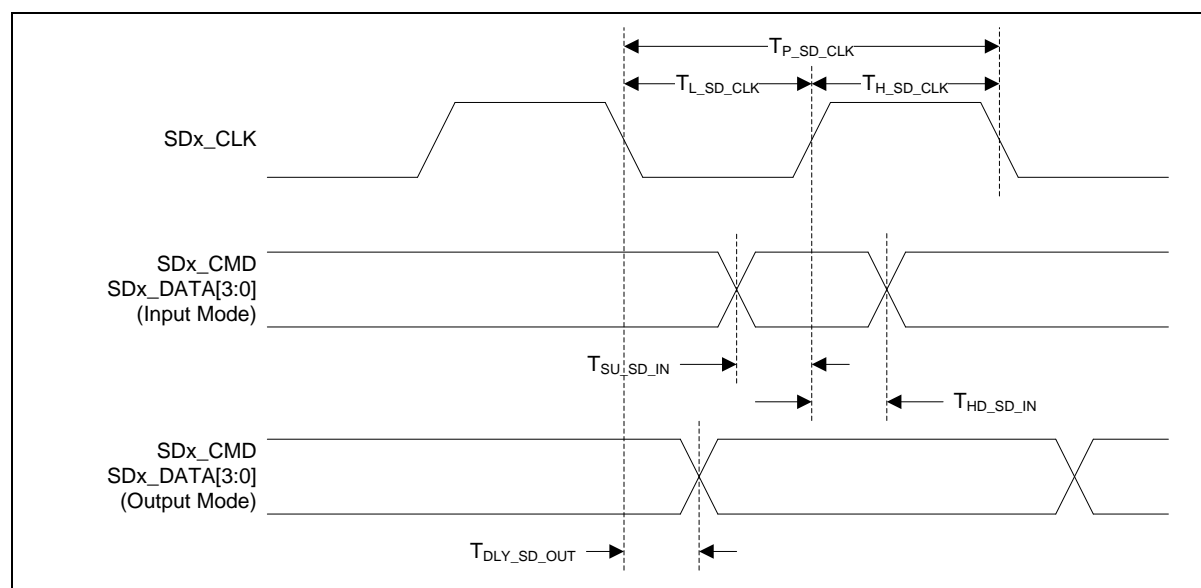 T_P_SD_CLK
T_L_SD_CLK
T_H_SD_CLK
SDx_CLK
SDx_CMD
SDx_DATA[3:0]
(Input Mode)
T_SU_SD_IN
T_HD_SD_IN
SDx_CMD
SDx_DATA[3:0]
(Output Mode)
T_DLY_SD_OUT